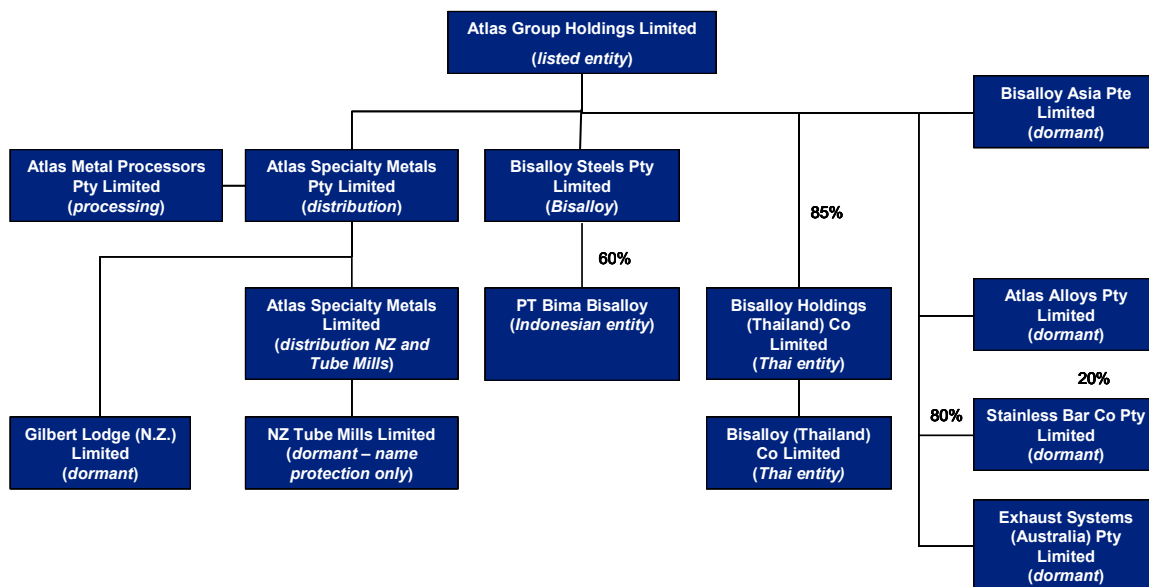 Atlas Group Holdings Limited
(listed entity)
Bisalloy Asia Pte
Limited
(dormant)
Atlas Metal Processors
Pty Limited
(processing)
Atlas Specialty Metals
Pty Limited
(distribution)
Bisalloy Steels Pty
Limited
(Bisalloy)
85%
60%
Atlas Specialty Metals
Limited
(distribution NZ and
Tube Mills)
PT Bima Bisalloy
(Indonesian entity)
Bisalloy Holdings
(Thailand) Co
Limited
(Thai entity)
Atlas Alloys Pty
Limited
(dormant)
20%
80%
Gilbert Lodge (N.Z.)
Limited
(dormant)
NZ Tube Mills Limited
(dormant – name
protection only)
Bisalloy (Thailand)
Co Limited
(Thai entity)
Stainless Bar Co Pty
Limited
(dormant)
Exhaust Systems
(Australia) Pty
Limited
(dormant)